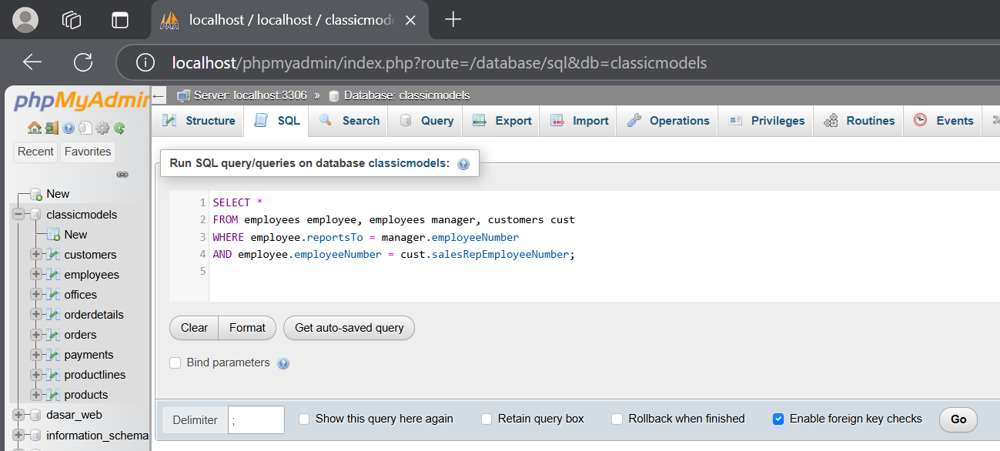 localhost / localhost / classicmode
localhost/phpmyadmin/index.php?route=/database/sql&db=classicmodels
phpMyAdmin
Server: localhost:3306 » Database: classicmodels
Structure SQL Search Query Export Import Operations Privileges Routines Events
Recent Favorites
Run SQL query/queries on database classicmodels:
New
classicmodels
New
customers
employees
offices
orderdetails
orders
payments
productlines
products
dasar_web
information_schema
1 SELECT *
2 FROM employees employee, employees manager, customers cust
3 WHERE employee.reportsTo = manager.employeeNumber
4 AND employee.employeeNumber = cust.salesRepEmployeeNumber;
5
Clear Format Get auto-saved query
Bind parameters
Delimiter ; Show this query here again Retain query box Rollback when finished Enable foreign key checks Go